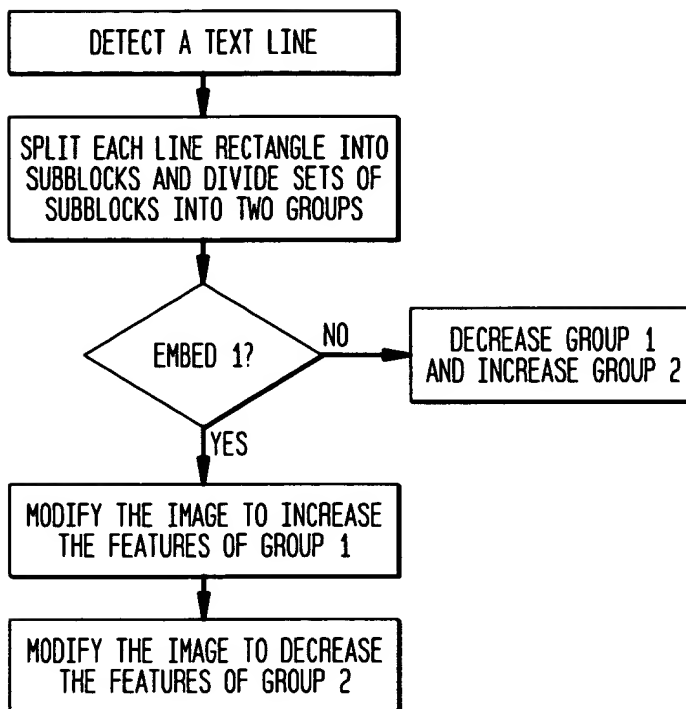 DETECT A TEXT LINE
SPLIT EACH LINE RECTANGLE INTO
SUBBLOCKS AND DIVIDE SETS OF
SUBBLOCKS INTO TWO GROUPS
EMBED 1?
NO
DECREASE GROUP 1
AND INCREASE GROUP 2
YES
MODIFY THE IMAGE TO INCREASE
THE FEATURES OF GROUP 1
MODIFY THE IMAGE TO DECREASE
THE FEATURES OF GROUP 2